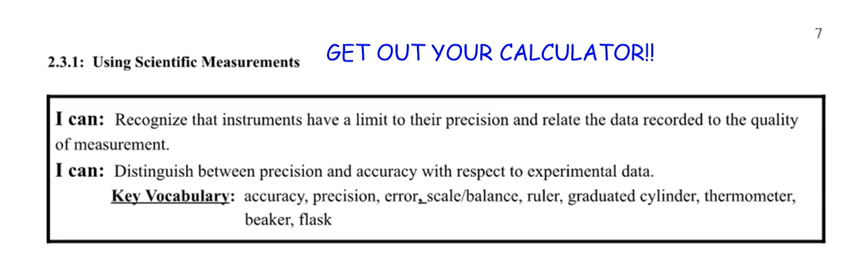 7
2.3.1: Using Scientific Measurements GET OUT YOUR CALCULATOR!!
I can: Recognize that instruments have a limit to their precision and relate the data recorded to the quality
of measurement.
I can: Distinguish between precision and accuracy with respect to experimental data.
Key Vocabulary: accuracy, precision, error, scale/balance, ruler, graduated cylinder, thermometer,
beaker, flask